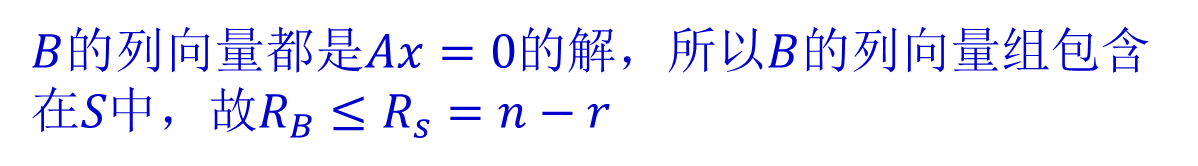 B的列向量都是Ax = 0的解，所以B的列向量组包含
在S中，故R_B ≤ R_s = n − r